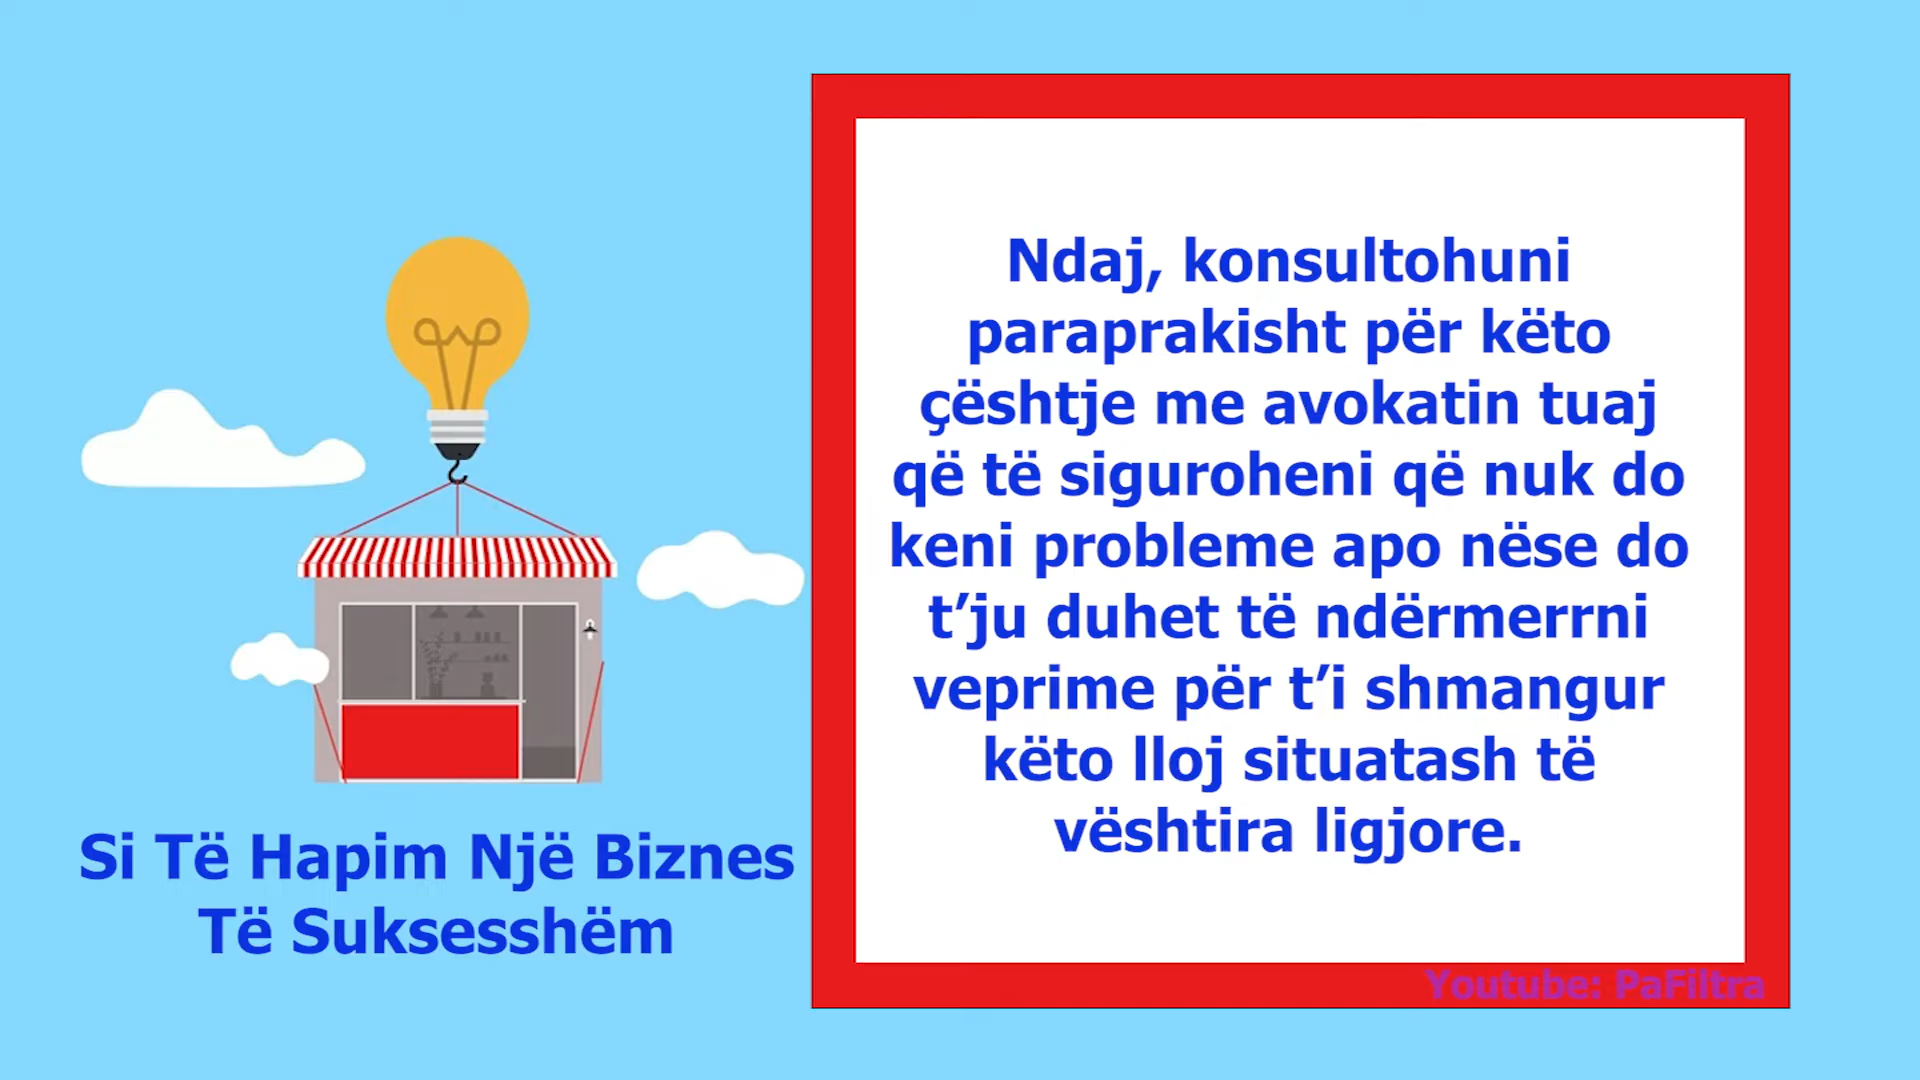 Ndaj, konsultohuni
paraprakisht për këto
çështje me avokatin tuaj
që të siguroheni që nuk do
keni probleme apo nëse do
t’ju duhet të ndërmerrni
veprime për t’i shmangur
këto lloj situatash të
vështira ligjore.
Si Të Hapim Një Biznes
Të Suksesshëm
Youtube: PaFiltra